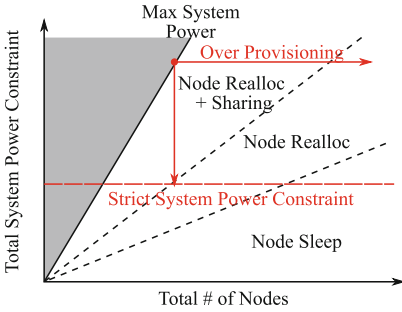 Max System
Power
Over Provisioning
Node Realloc
+ Sharing
Node Realloc
Strict System Power Constraint
Node Sleep
Total # of Nodes
Total System Power Constraint